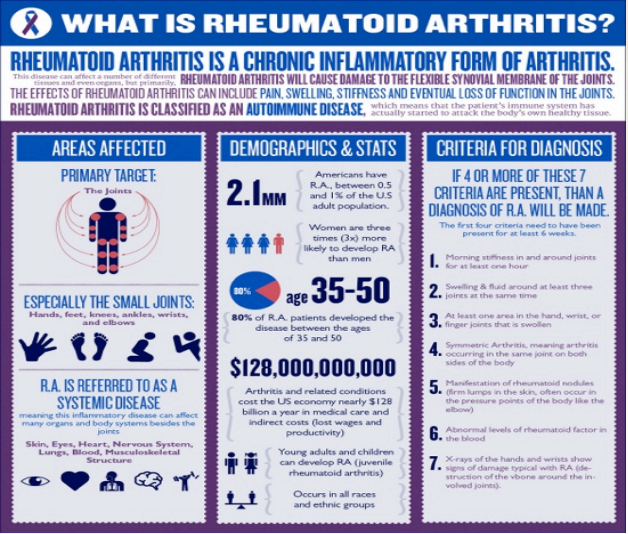 WHAT IS RHEUMATOID ARTHRITIS?
RHEUMATOID ARTHRITIS IS A CHRONIC INFLAMMATORY FORM OF ARTHRITIS.
This disease can affect a number of different
tissues and even organs, but primarily,
RHEUMATOID ARTHRITIS WILL CAUSE DAMAGE TO THE FLEXIBLE SYNOVIAL MEMBRANE OF THE JOINTS.
THE EFFECTS OF RHEUMATOID ARTHRITIS CAN INCLUDE PAIN, SWELLING, STIFFNESS AND EVENTUAL LOSS OF FUNCTION IN THE JOINTS.
RHEUMATOID ARTHRITIS IS CLASSIFIED AS AN AUTOIMMUNE DISEASE,
which means that the patient's immune system has
actually started to attack the body's own healthy tissue.
AREAS AFFECTED
PRIMARY TARGET:
The Joints
ESPECIALLY THE SMALL JOINTS:
Hands, feet, knees, ankles, wrists,
and elbows
R.A. IS REFERRED TO AS A
SYSTEMIC DISEASE
meaning this inflammatory disease can affect
many organs and body systems besides the
joints
Skin, Eyes, Heart, Nervous System,
Lungs, Blood, Musculoskeletal
Structure
DEMOGRAPHICS & STATS
2.1MM
Americans have
R.A., between 0.5
and 1% of the U.S
adult population.
Women are three
times (3x) more
likely to develop RA
than men
80%
age 35-50
80% of R.A. patients developed the
disease between the ages
of 35 and 50
$128,000,000,000
Arthritis and related conditions
cost the US economy nearly $128
billion a year in medical care and
indirect costs (lost wages and
productivity)
Young adults and children
can develop RA (juvenile
rheumatoid arthritis)
Occurs in all races
and ethnic groups
CRITERIA FOR DIAGNOSIS
IF 4 OR MORE OF THESE 7
CRITERIA ARE PRESENT, THAN A
DIAGNOSIS OF R.A. WILL BE MADE.
The first four criteria need to have been
present for at least 6 weeks.
1. Morning stiffness in and around joints
for at least one hour
2. Swelling & fluid around at least three
joints at the same time
3. At least one area in the hand, wrist, or
finger joints that is swollen
4. Symmetric Arthritis, meaning arthritis
occurring in the same joint on both
sides of the body
5. Manifestation of rheumatoid nodules
(firm lumps in the skin, often occur in
the pressure points of the body like the
elbow)
6. Abnormal levels of rheumatoid factor in
the blood
7. X-rays of the hands and wrists show
signs of damage typical with RA (de-
struction of the vbone around the in-
volved joints).